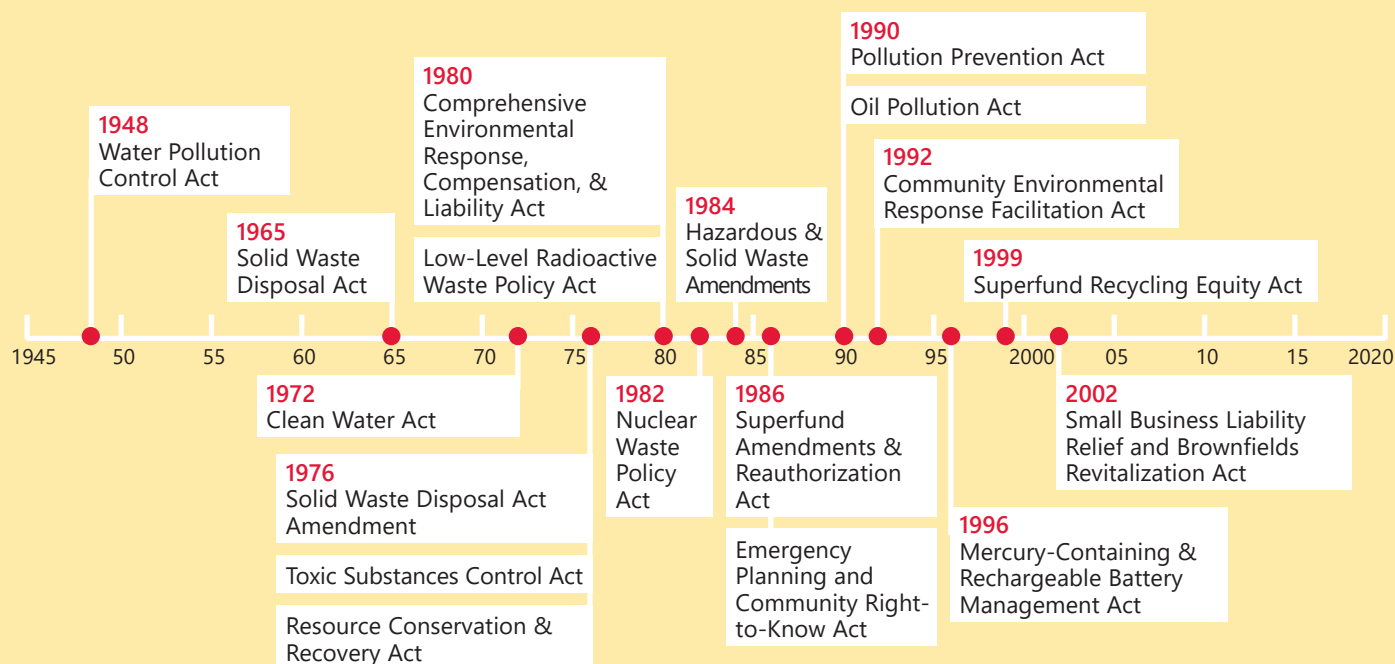 1990
Pollution Prevention Act
Oil Pollution Act
1980
Comprehensive
Environmental
Response,
Compensation, &
Liability Act
Low-Level Radioactive
Waste Policy Act
1948
Water Pollution
Control Act
1992
Community Environmental
Response Facilitation Act
1984
Hazardous &
Solid Waste
Amendments
1965
Solid Waste
Disposal Act
1999
Superfund Recycling Equity Act
1945 50 55 60 65 70 75 80 85 90 95 2000 05 10 15 2020
1972
Clean Water Act
1976
Solid Waste Disposal Act
Amendment
Toxic Substances Control Act
Resource Conservation &
Recovery Act
1982
Nuclear
Waste
Policy
Act
1986
Superfund
Amendments &
Reauthorization
Act
Emergency
Planning and
Community Right-
to-Know Act
2002
Small Business Liability
Relief and Brownfields
Revitalization Act
1996
Mercury-Containing &
Rechargeable Battery
Management Act